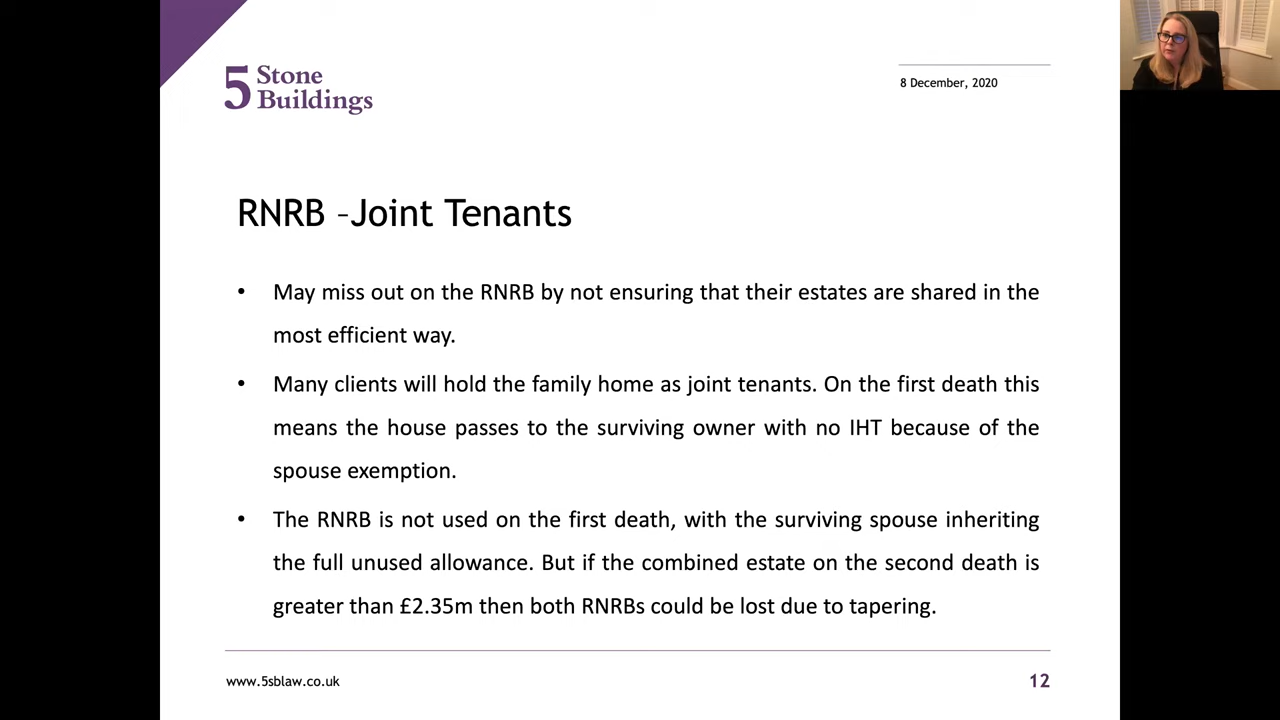 5 Stone
Buildings
8 December, 2020
RNRB –Joint Tenants
• May miss out on the RNRB by not ensuring that their estates are shared in the
most efficient way.
• Many clients will hold the family home as joint tenants. On the first death this
means the house passes to the surviving owner with no IHT because of the
spouse exemption.
• The RNRB is not used on the first death, with the surviving spouse inheriting
the full unused allowance. But if the combined estate on the second death is
greater than £2.35m then both RNRBs could be lost due to tapering.
www.5sblaw.co.uk
12